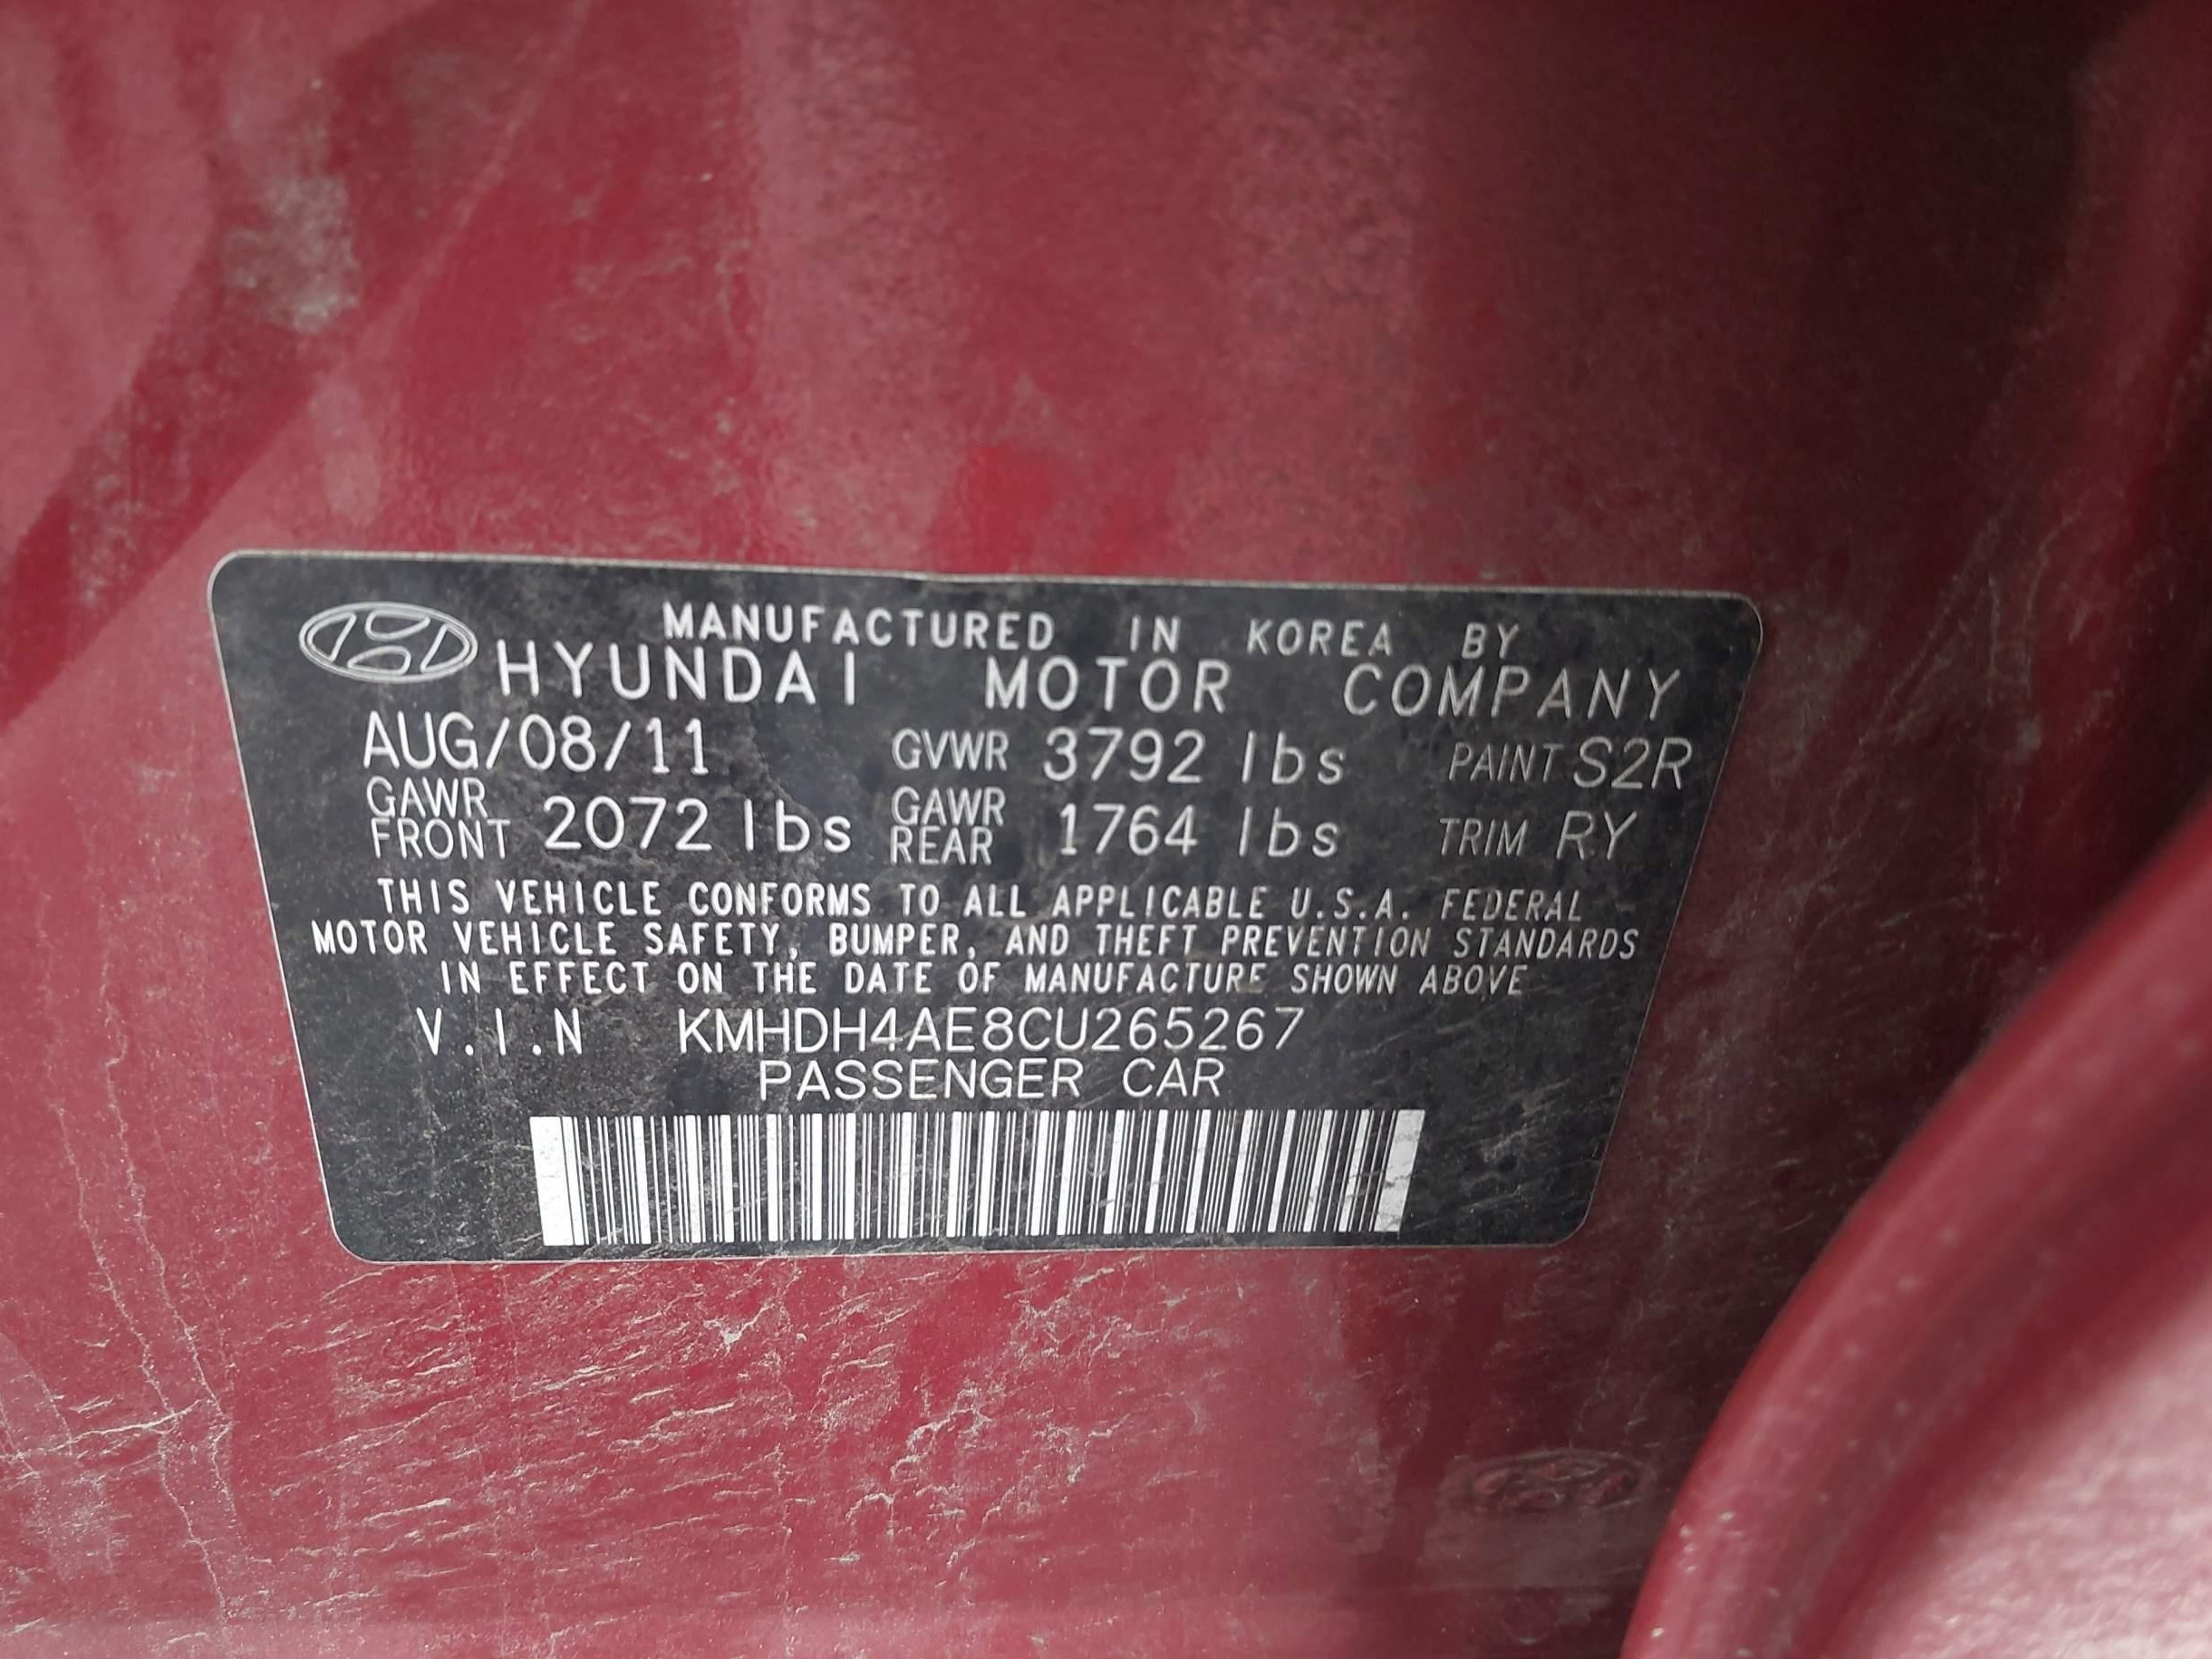 MANUFACTURED IN KOREA BY
HYUNDAI MOTOR COMPANY
AUG/08/11 GVWR 3792 lbs PAINT S2R
GAWR FRONT 2072 lbs GAWR REAR 1764 lbs TRIM RY
THIS VEHICLE CONFORMS TO ALL APPLICABLE U.S.A. FEDERAL
MOTOR VEHICLE SAFETY, BUMPER, AND THEFT PREVENTION STANDARDS
IN EFFECT ON THE DATE OF MANUFACTURE SHOWN ABOVE
V.I.N KMHDH4AE8CU265267
PASSENGER CAR